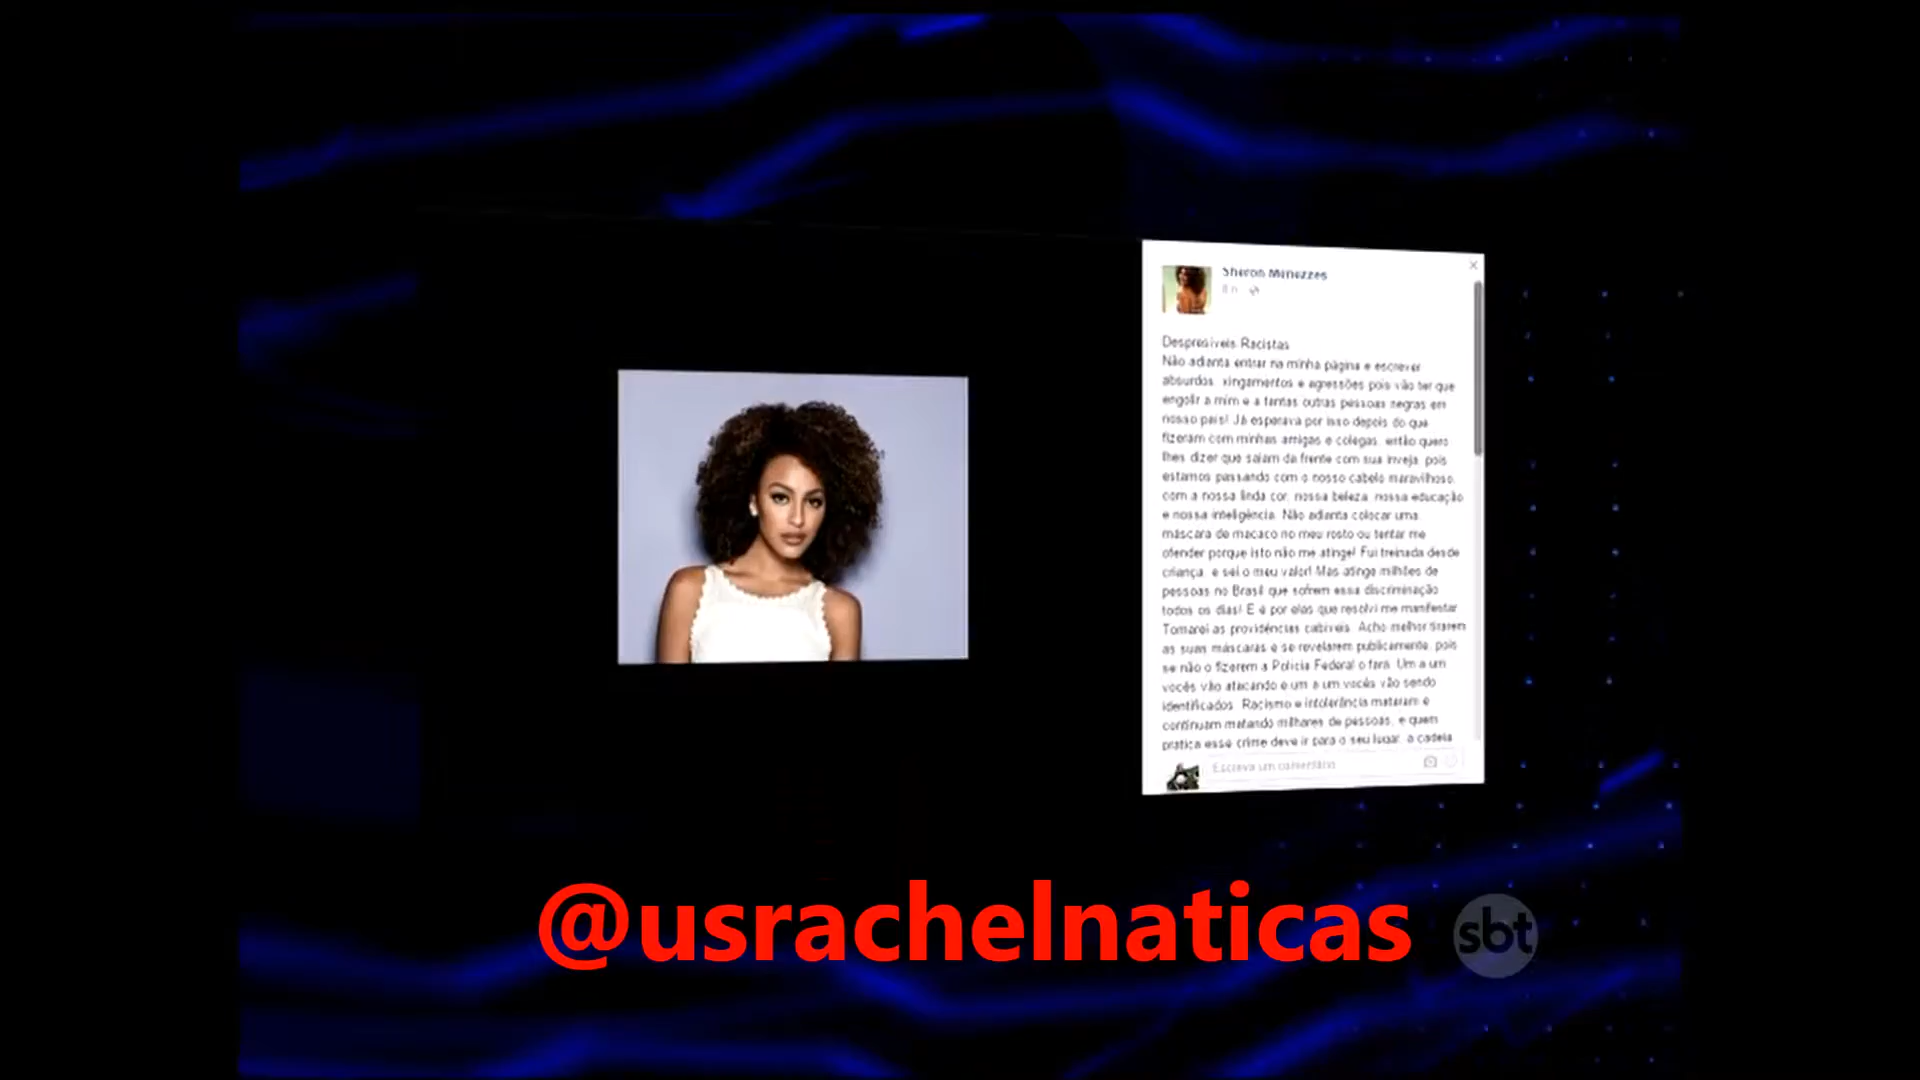 Sheron Menezzes
8 h
Despresíveis Racistas
Não adianta entrar na minha página e escrever
absurdos, xingamentos e agressões pois vão ter que
engolir a mim e a tantas outras pessoas negras em
nosso país! Já esperava por isso depois do que
fizeram com minhas amigas e colegas, então quero
lhes dizer que saiam da frente com sua inveja, pois
estamos passando com o nosso cabelo maravilhoso,
com a nossa linda cor, nossa beleza, nossa educação
e nossa inteligência. Não adianta colocar uma
máscara de macaco no meu rosto ou tentar me
ofender porque isto não me atinge! Fui treinada desde
criança, e sei o meu valor! Mas atinge milhões de
pessoas no Brasil que sofrem essa discriminação
todos os dias! E é por elas que resolvi me manifestar.
Tomarei as providências cabíveis. Acho melhor tirarem
as suas máscaras e se revelarem publicamente, pois
se não o fizerem a Polícia Federal o fará. Um a um
vocês vão atacando e um a um vocês vão sendo
identificados. Racismo e intolerância mataram e
continuam matando milhares de pessoas, e quem
pratica esse crime deve ir para o seu lugar, a cadeia
Escreva um comentário
@usrachelnaticas
sbt